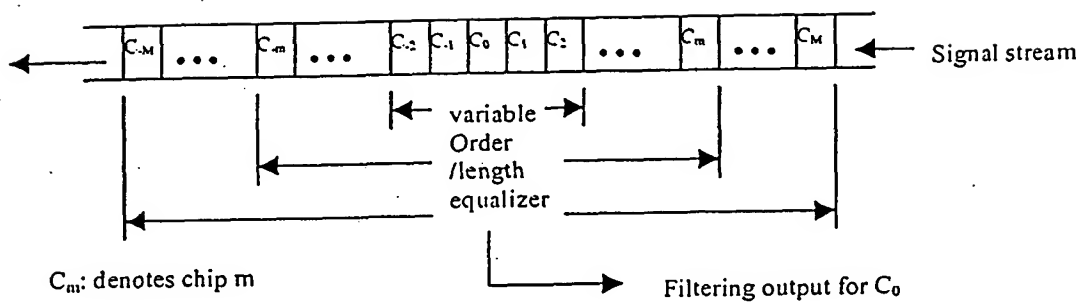 C-M ••• C-m ••• C-2 C-1 C0 C1 C2 ••• Cm ••• CM Signal stream
variable
Order
/length
equalizer
Cm: denotes chip m
Filtering output for C0